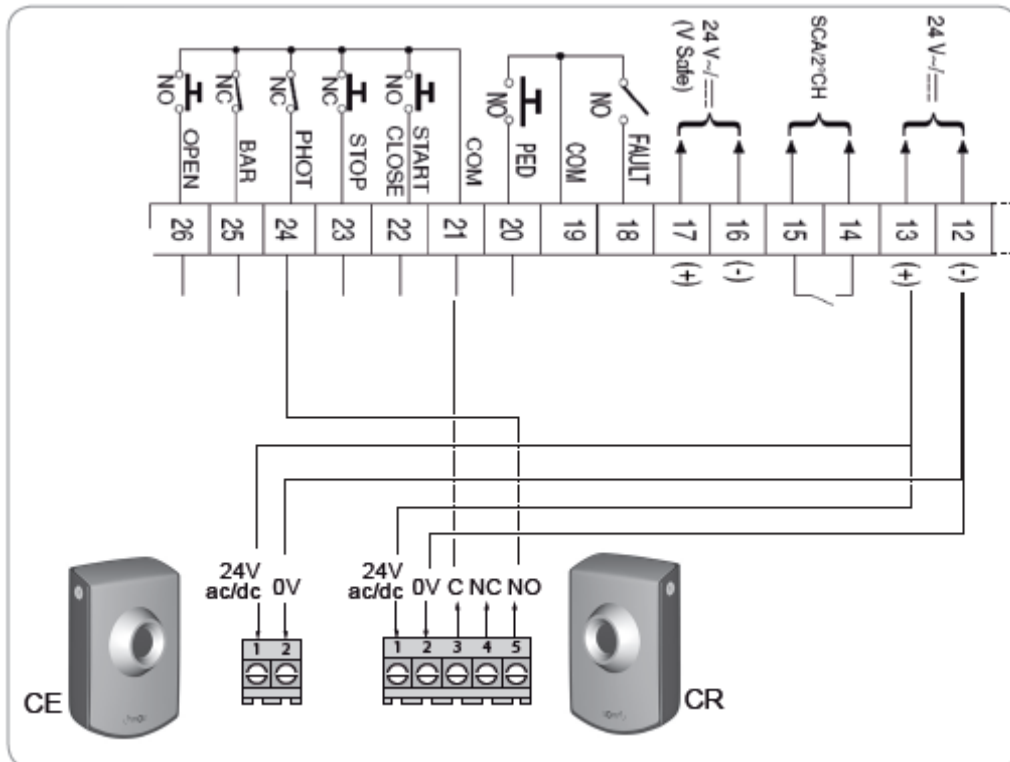 24 V ~/⎓
(V Safe)
SCA/2°CH
24 V ~/⎓
NO
NC
NC
NC
NO
NO
NO
OPEN
BAR
PHOT
STOP
START
CLOSE
COM
PED
COM
FAULT
26 25 24 23 22 21 20 19 18 17 16 15 14 13 12
(+) (-) (+) (-)
24V
ac/dc 0V
24V
ac/dc 0V C NC NO
1 2
1 2 3 4 5
CE
CR